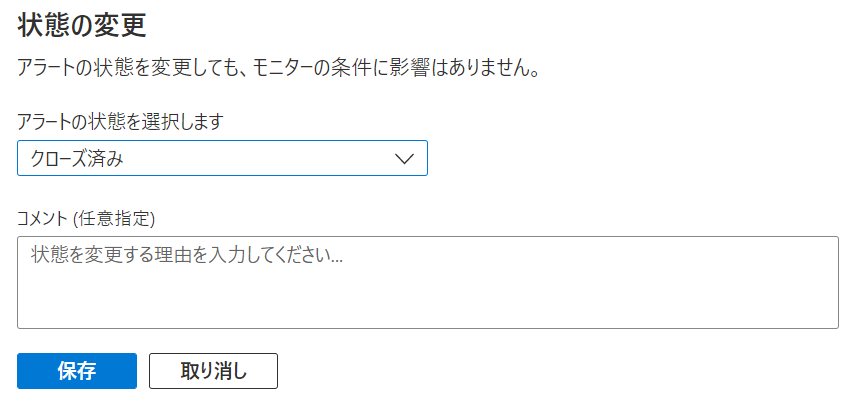 状態の変更
アラートの状態を変更しても、モニターの条件に影響はありません。
アラートの状態を選択します
クローズ済み
コメント (任意指定)
状態を変更する理由を入力してください...
保存
取り消し